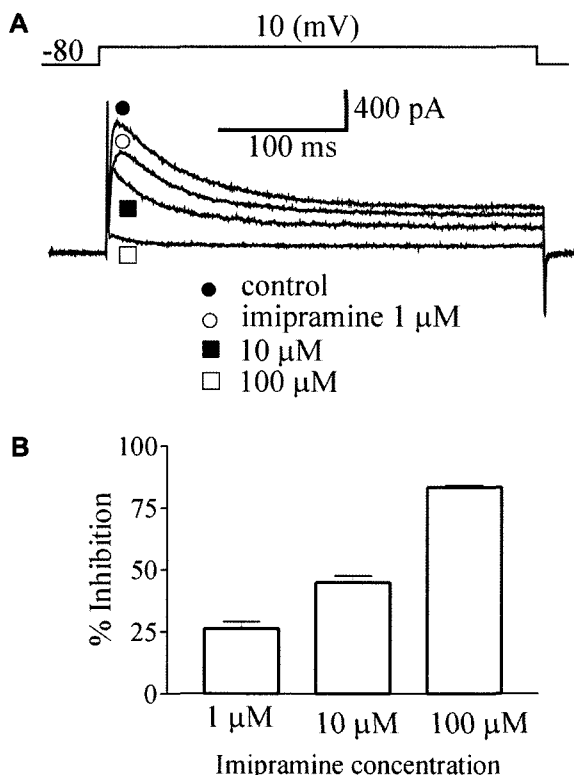 A
10 (mV)
-80
400 pA
100 ms
control
imipramine 1 μM
10 μM
100 μM
B
% Inhibition
100
75
50
25
0
1 μM
10 μM
100 μM
Imipramine concentration